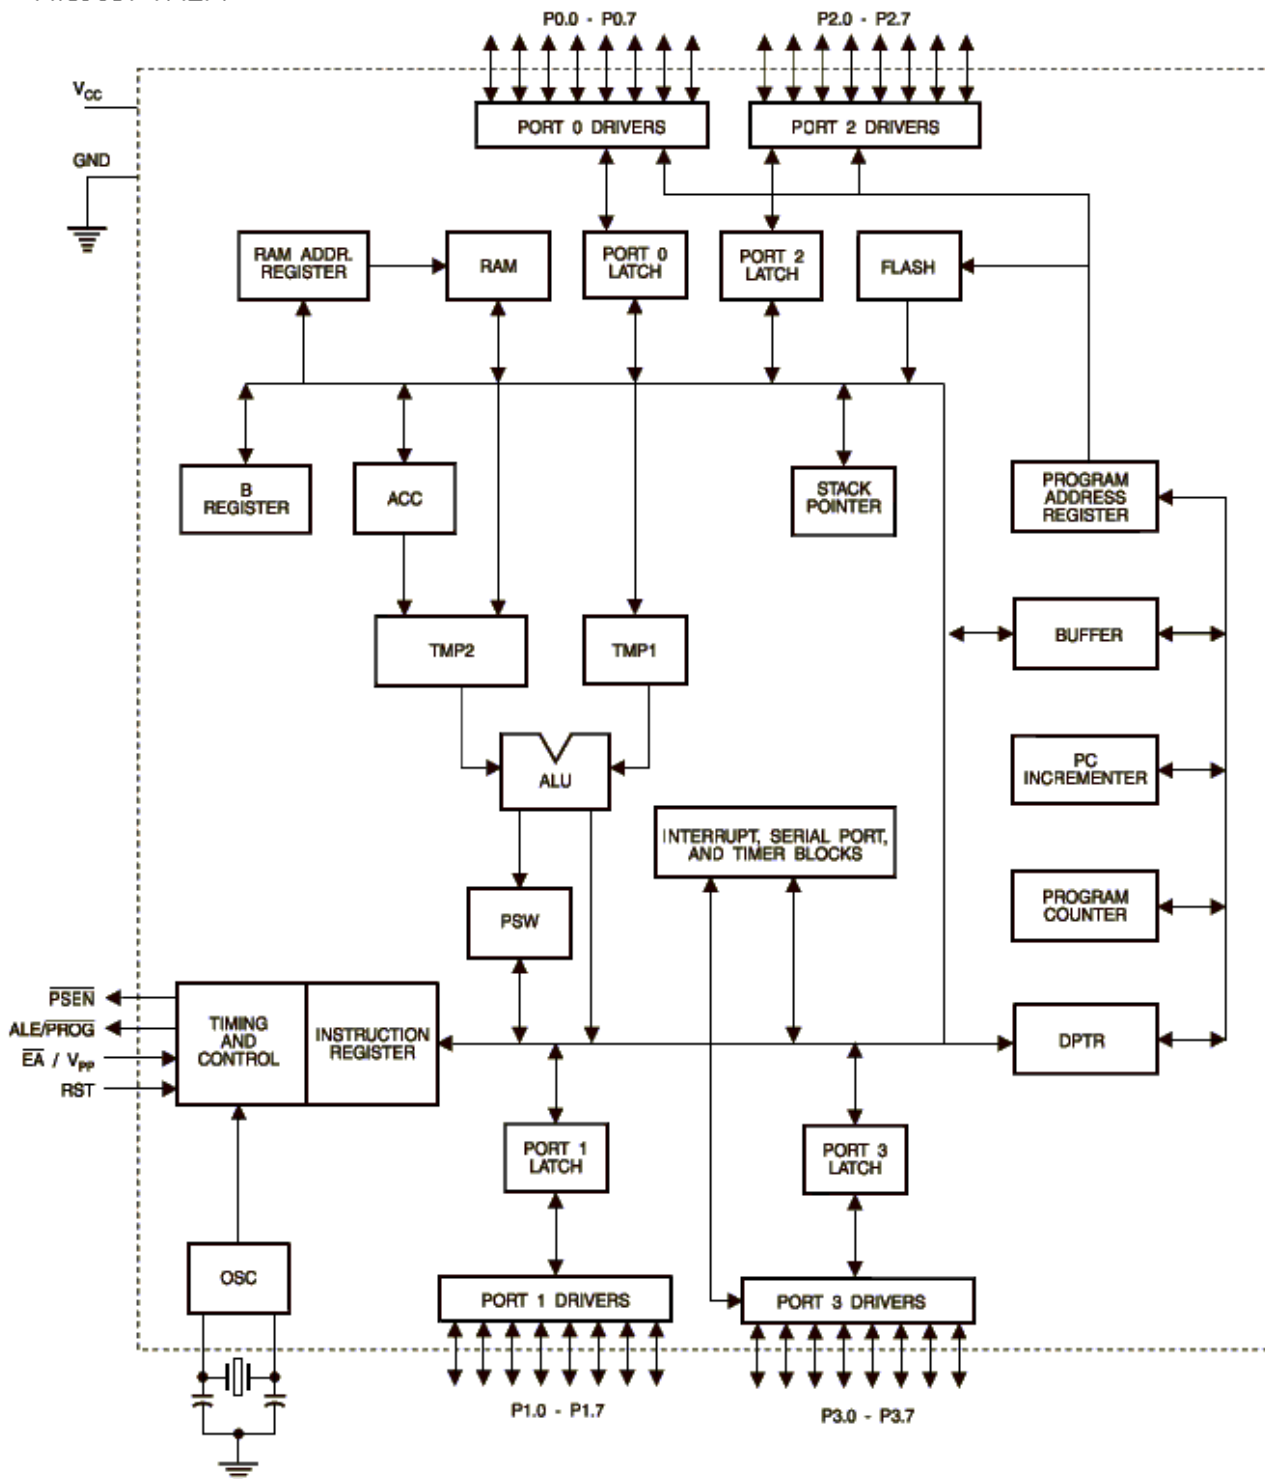 P0.0 - P0.7
P2.0 - P2.7
VCC
GND
PORT 0 DRIVERS
PORT 2 DRIVERS
RAM ADDR.
REGISTER
RAM
PORT 0
LATCH
PORT 2
LATCH
FLASH
B
REGISTER
ACC
STACK
POINTER
PROGRAM
ADDRESS
REGISTER
TMP2
TMP1
BUFFER
ALU
PC
INCREMENTER
INTERRUPT, SERIAL PORT,
AND TIMER BLOCKS
PSW
PROGRAM
COUNTER
PSEN
ALE/PROG
EA / VPP
RST
TIMING
AND
CONTROL
INSTRUCTION
REGISTER
DPTR
PORT 1
LATCH
PORT 3
LATCH
OSC
PORT 1 DRIVERS
PORT 3 DRIVERS
P1.0 - P1.7
P3.0 - P3.7